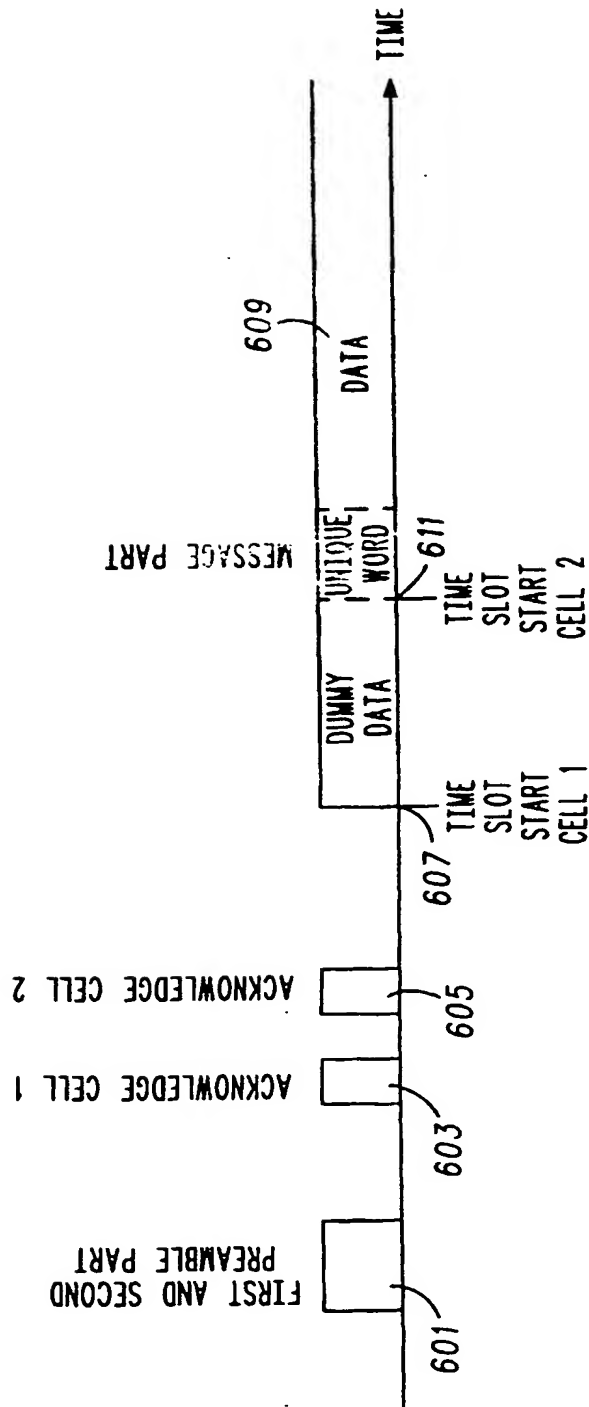 FIRST AND SECOND
PREAMBLE PART
601
ACKNOWLEDGE CELL 1
603
ACKNOWLEDGE CELL 2
605
MESSAGE PART
DUMMY
DATA
UNIQUE
WORD
DATA
609
607
TIME
SLOT
START
CELL 1
611
TIME
SLOT
START
CELL 2
TIME